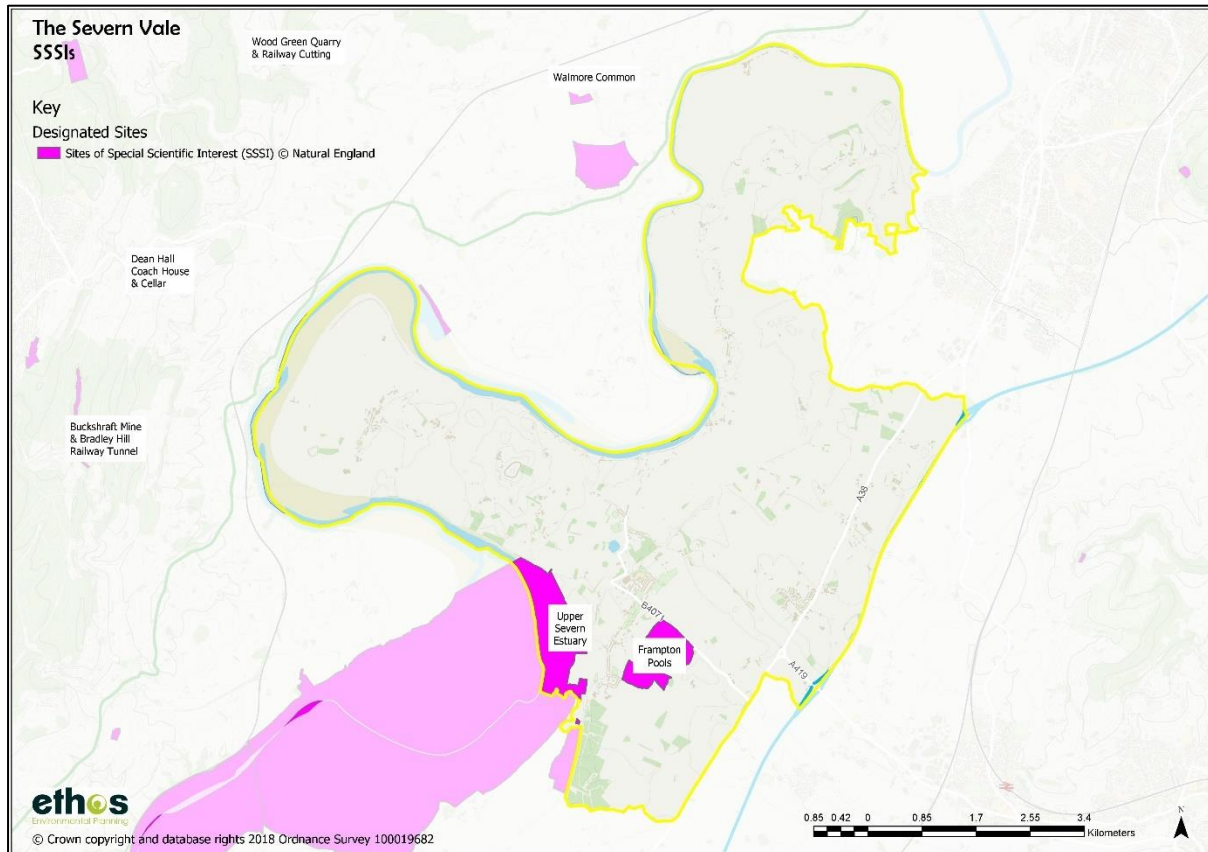 The Severn Vale
SSSIs
Wood Green Quarry
& Railway Cutting
Walmore Common
Key
Designated Sites
Sites of Special Scientific Interest (SSSI) © Natural England
Dean Hall
Coach House
& Cellar
Buckshraft Mine
& Bradley Hill
Railway Tunnel
A38
Upper
Severn
Estuary
B4071
Frampton
Pools
A419
ethos
Environmental Planning
© Crown copyright and database rights 2018 Ordnance Survey 100019682
0.85 0.42 0 0.85 1.7 2.55 3.4
Kilometers
N